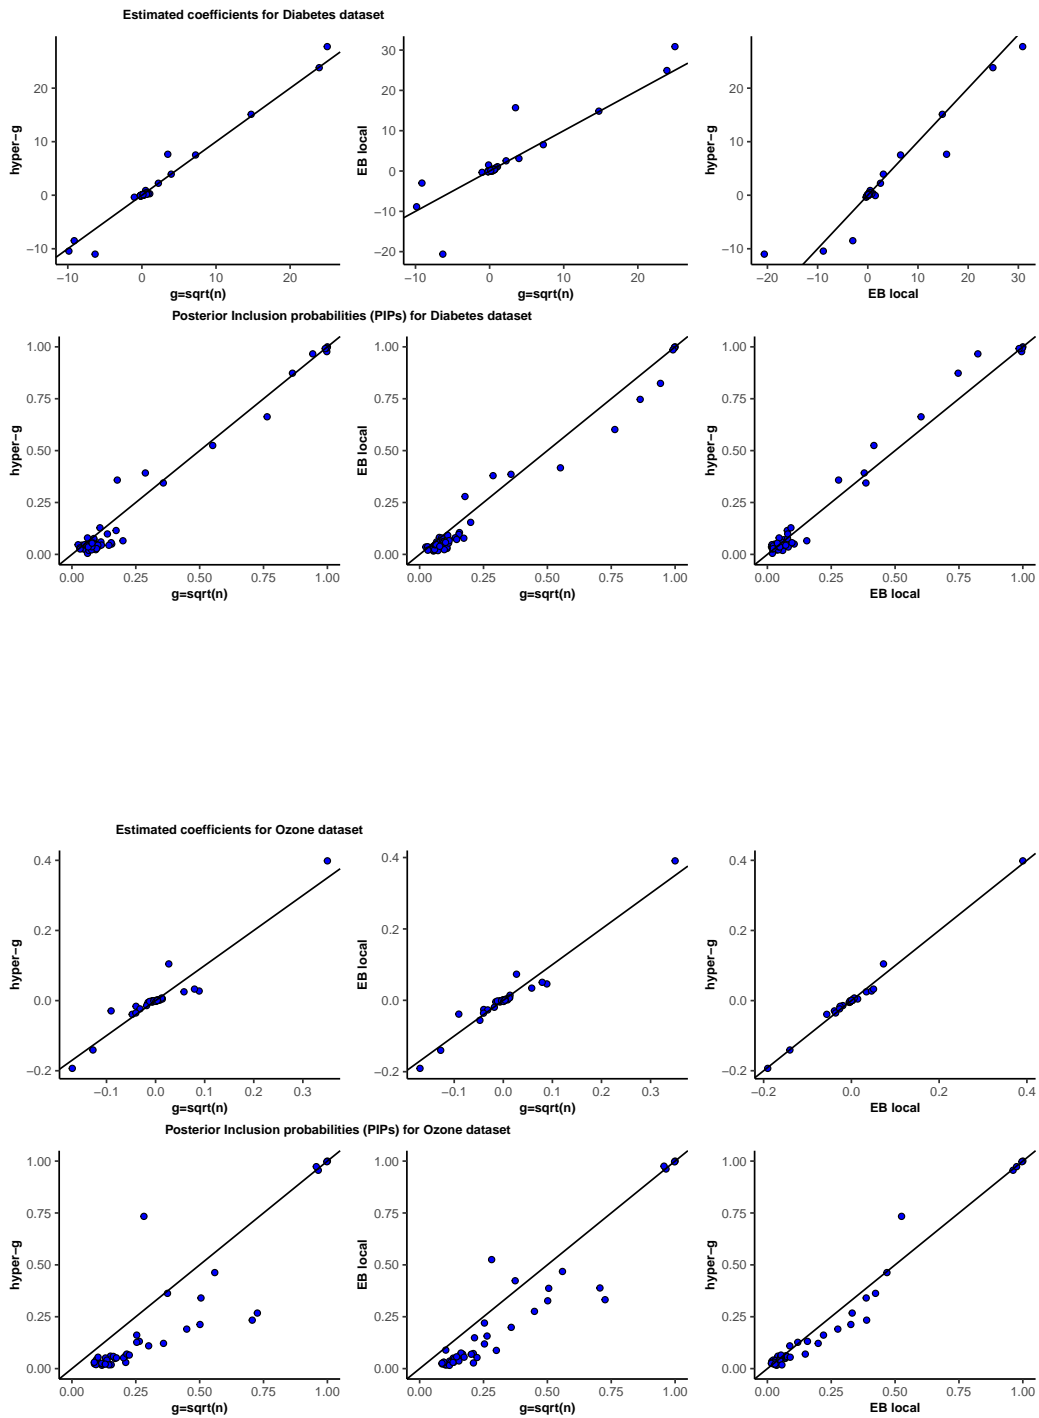 Estimated coefficients for Diabetes dataset
hyper−g
20
10
0
−10
−10 0 10 20
g=sqrt(n)
EB local
30
20
10
0
−10
−20
−10 0 10 20
g=sqrt(n)
hyper−g
20
10
0
−10
−20 −10 0 10 20 30
EB local
Posterior Inclusion probabilities (PIPs) for Diabetes dataset
hyper−g
1.00
0.75
0.50
0.25
0.00
0.00 0.25 0.50 0.75 1.00
g=sqrt(n)
EB local
1.00
0.75
0.50
0.25
0.00
0.00 0.25 0.50 0.75 1.00
g=sqrt(n)
hyper−g
1.00
0.75
0.50
0.25
0.00
0.00 0.25 0.50 0.75 1.00
EB local
Estimated coefficients for Ozone dataset
hyper−g
0.4
0.2
0.0
−0.2
−0.1 0.0 0.1 0.2 0.3
g=sqrt(n)
EB local
0.4
0.2
0.0
−0.2
−0.1 0.0 0.1 0.2 0.3
g=sqrt(n)
hyper−g
0.4
0.2
0.0
−0.2
−0.2 0.0 0.2 0.4
EB local
Posterior Inclusion probabilities (PIPs) for Ozone dataset
hyper−g
1.00
0.75
0.50
0.25
0.00
0.00 0.25 0.50 0.75 1.00
g=sqrt(n)
EB local
1.00
0.75
0.50
0.25
0.00
0.00 0.25 0.50 0.75 1.00
g=sqrt(n)
hyper−g
1.00
0.75
0.50
0.25
0.00
0.00 0.25 0.50 0.75 1.00
EB local